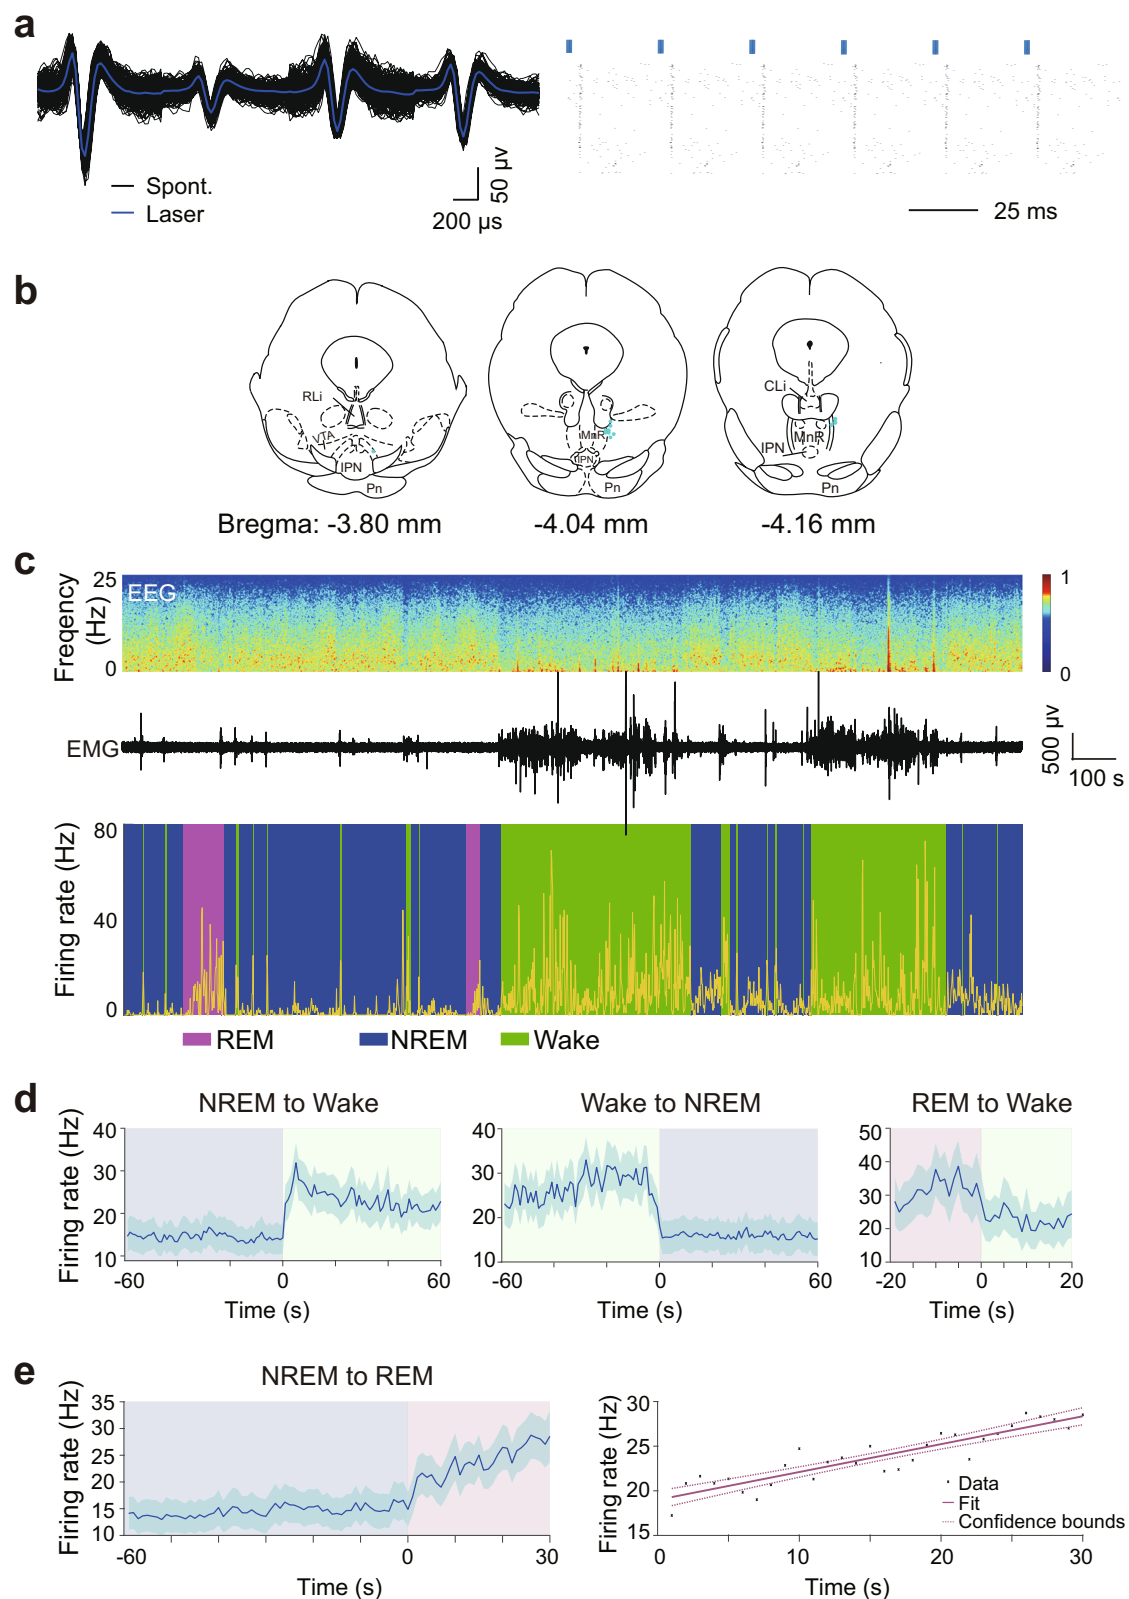 a
Spont.
Laser
50 µv
200 µs
25 ms
b
RLi
VTA
IPN
Pn
MnR
IPN
Pn
CLi
MnR
IPN
Pn
Bregma: -3.80 mm
-4.04 mm
-4.16 mm
c
Freqency
(Hz)
25
0
EEG
1
0
EMG
500 µv
100 s
Firing rate (Hz)
80
40
0
REM
NREM
Wake
d
NREM to Wake
Firing rate (Hz)
40
30
20
10
-60
0
60
Time (s)
Wake to NREM
40
30
20
10
-60
0
60
Time (s)
REM to Wake
50
40
30
20
10
-20
0
20
Time (s)
e
NREM to REM
Firing rate (Hz)
35
30
25
20
15
10
-60
0
30
Time (s)
Firing rate (Hz)
30
25
20
15
0
10
20
30
Data
Fit
Confidence bounds
Time (s)